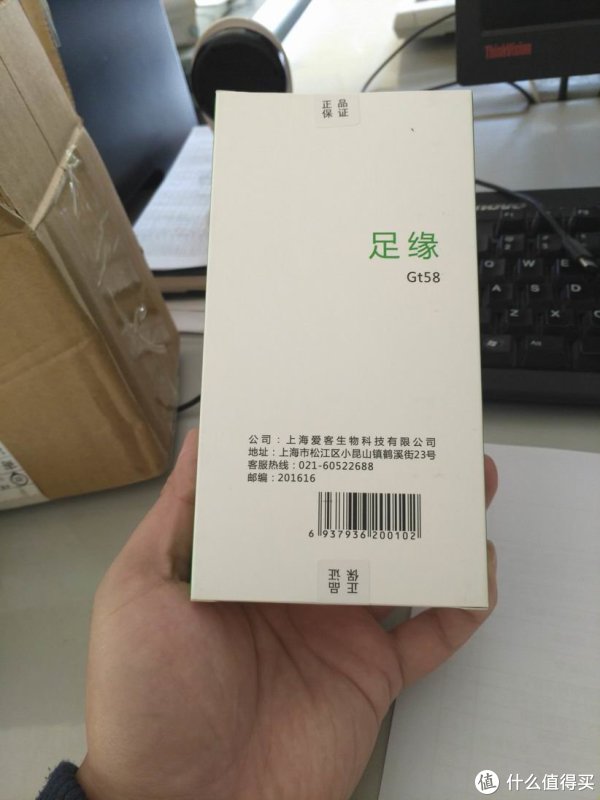 正品
保证
ThinkVision
足缘
Gt58
公司：上海爱客生物科技有限公司
地址：上海市松江区小昆山镇鹤溪街23号
客服热线：021-60522688
邮编：201616
6 937936 200102
正品
保证
值 什么值得买